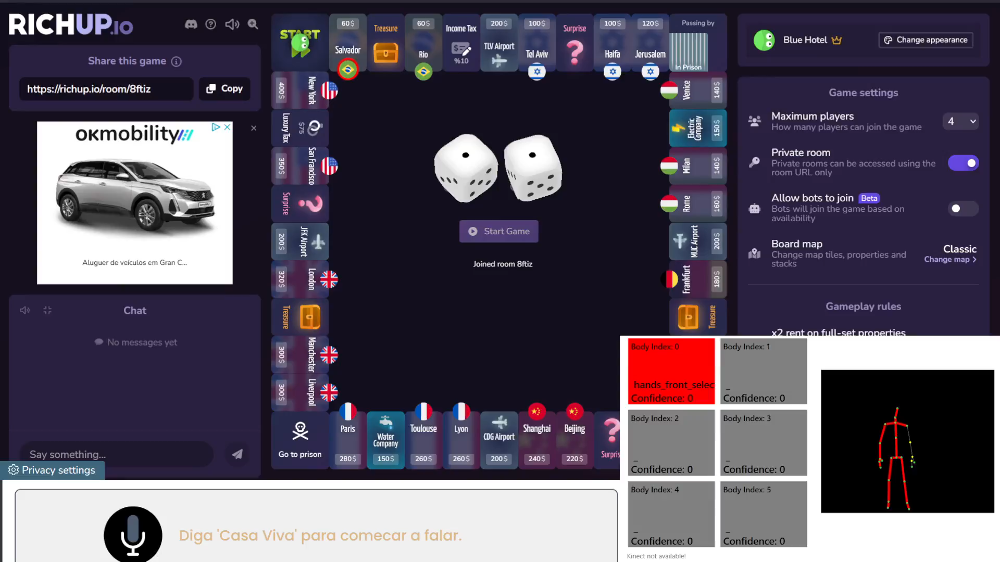 RICHUP.io
Share this game
https://richup.io/room/8ftiz
Copy
okmobility
Aluguer de veículos em Gran C...
Chat
No messages yet
Say something...
Privacy settings
START
60$
Salvador
Treasure
60$
Rio
Income Tax
%10
200$
TLV Airport
100$
Tel Aviv
Surprise
100$
Haifa
120$
Jerusalem
Passing by
In Prison
New York
400$
Luxury Tax
$75
San Francisco
350$
Surprise
JFK Airport
200$
London
320$
Treasure
Manchester
300$
Liverpool
300$
Go to prison
Venice
140$
Electric Company
150$
Milan
140$
Rome
160$
MUC Airport
200$
Frankfurt
180$
Treasure
Start Game
Joined room 8ftiz
Paris
280$
Water Company
150$
Toulouse
260$
Lyon
260$
CDG Airport
200$
Shanghai
240$
Beijing
220$
Surpris
Blue Hotel
Change appearance
Game settings
Maximum players
How many players can join the game
4
Private room
Private rooms can be accessed using the
room URL only
Allow bots to join Beta
Bots will join the game based on
availability
Board map
Change map tiles, properties and
stacks
Classic
Change map >
Gameplay rules
x2 rent on full-set properties
Body Index: 0
hands_front_selec
Confidence: 0
Body Index: 1
_
Confidence: 0
Body Index: 2
_
Confidence: 0
Body Index: 3
_
Confidence: 0
Body Index: 4
_
Confidence: 0
Body Index: 5
_
Confidence: 0
Kinect not available!
Diga 'Casa Viva' para comecar a falar.